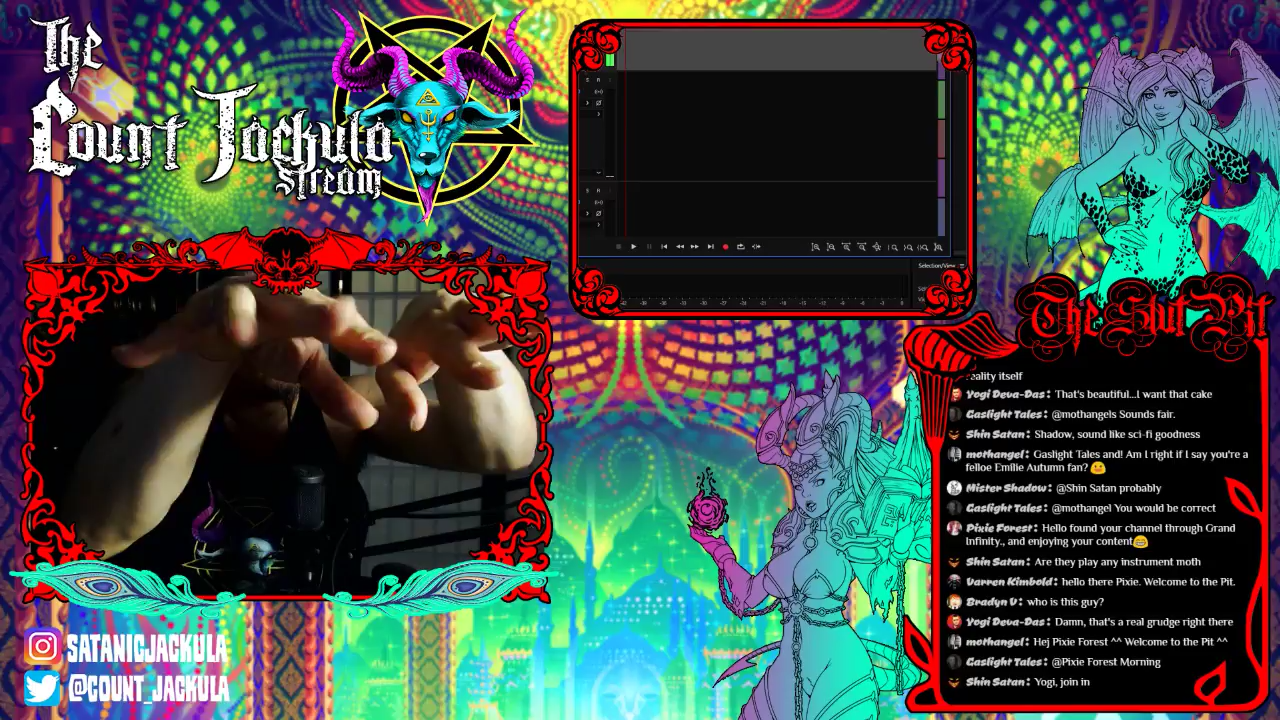 The
Count Jackula
stream
Selection/View
The Slut Pit
reality itself
Yogi Deva-Das: That's beautiful...I want that cake
Gaslight Tales: @mothangels Sounds fair.
Shin Satan: Shadow, sound like sci-fi goodness
mothangel: Gaslight Tales and! Am I right if I say you're a
felloe Emilie Autumn fan?
Mister Shadow: @Shin Satan probably
Gaslight Tales: @mothangel You would be correct
Pixie Forest: Hello found your channel through Grand
Infinity., and enjoying your content
Shin Satan: Are they play any instrument moth
Varren Kimbold: hello there Pixie. Welcome to the Pit.
Bradyn V: who is this guy?
Yogi Deva-Das: Damn, that's a real grudge right there
mothangel: Hej Pixie Forest ^^ Welcome to the Pit ^^
Gaslight Tales: @Pixie Forest Morning
Shin Satan: Yogi, join in
SATANICJACKULA
@COUNT_JACKULA